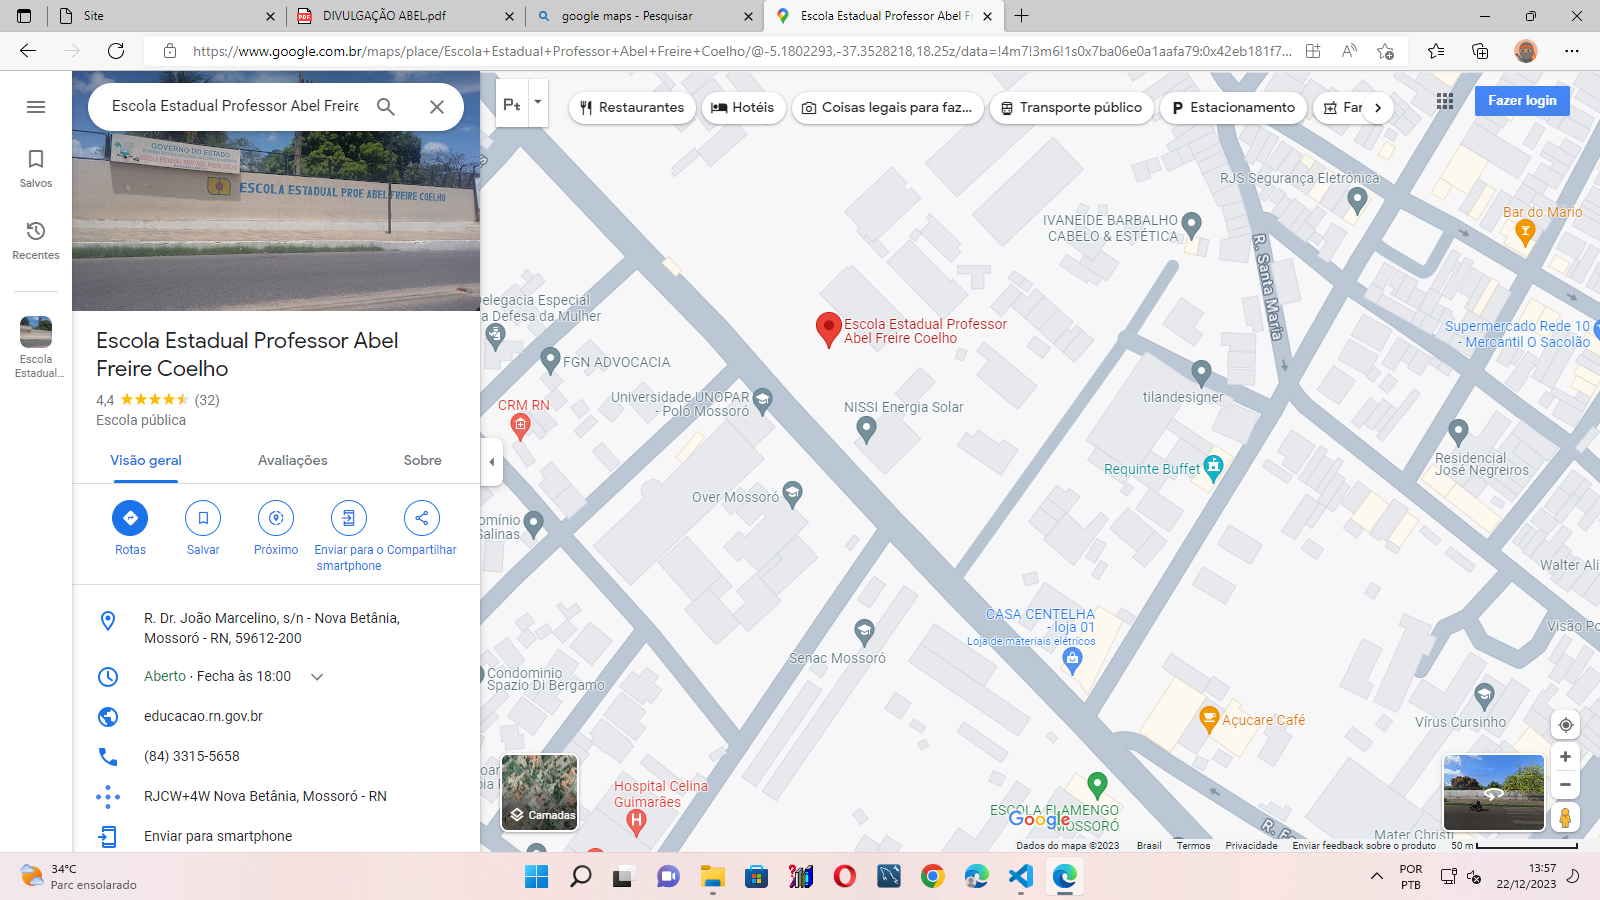 Site
DIVULGAÇÃO ABEL.pdf
google maps - Pesquisar
Escola Estadual Professor Abel Fr
https://www.google.com.br/maps/place/Escola+Estadual+Professor+Abel+Freire+Coelho/@-5.1802293,-37.3528218,18.25z/data=!4m7!3m6!1s0x7ba06e0a1aafa79:0x42eb181f7...
Escola Estadual Professor Abel Freire
Restaurantes
Hotéis
Coisas legais para faz...
Transporte público
Estacionamento
Far
Fazer login
Salvos
Recentes
Escola
Estadual...
GOVERNO DO ESTADO
ESCOLA ESTADUAL PROF ABEL FREIRE COELHO
Escola Estadual Professor Abel
Freire Coelho
4,4
(32)
Escola pública
Visão geral
Avaliações
Sobre
Rotas
Salvar
Próximo
Enviar para o
smartphone
Compartilhar
R. Dr. João Marcelino, s/n - Nova Betânia,
Mossoró - RN, 59612-200
Aberto · Fecha às 18:00
educacao.rn.gov.br
(84) 3315-5658
RJCW+4W Nova Betânia, Mossoró - RN
Enviar para smartphone
RJS Segurança Eletrônica
Bar do Mário
IVANEIDE BARBALHO
CABELO & ESTÉTICA
R. Santa Maria
Delegacia Especial
a Defesa da Mulher
Escola Estadual Professor
Abel Freire Coelho
Supermercado Rede 10
- Mercantil O Sacolão
FGN ADVOCACIA
Universidade UNOPAR
- Polo Mossoró
CRM RN
NISSI Energia Solar
tilandesigner
Residencial
José Negreiros
Requinte Buffet
Over Mossoró
omínio
Salinas
Walter Ali
CASA CENTELHA
- loja 01
Loja de materiais elétricos
Visão Po
Senac Mossoró
Condominio
Spazio Di Bergamo
Açucare Café
Vírus Cursinho
Hospital Celina
Guimarães
ESCOLA FLAMENGO
MOSSORÓ
Mater Christi
Camadas
Google
Dados do mapa ©2023
Brasil
Termos
Privacidade
Enviar feedback sobre o produto
50 m
34°C
Parc ensolarado
POR
PTB
13:57
22/12/2023